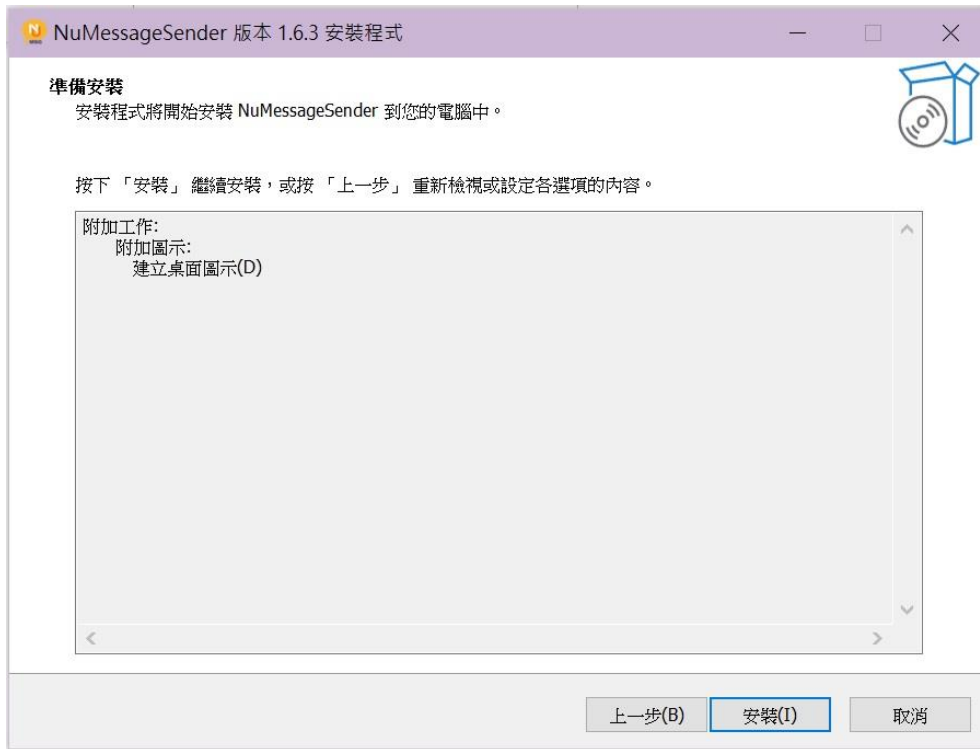 NuMessageSender 版本 1.6.3 安裝程式
準備安裝
安裝程式將開始安裝 NuMessageSender 到您的電腦中。
按下 「安裝」 繼續安裝，或按 「上一步」 重新檢視或設定各選項的內容。
附加工作:
附加圖示:
建立桌面圖示(D)
上一步(B) 安裝(I) 取消